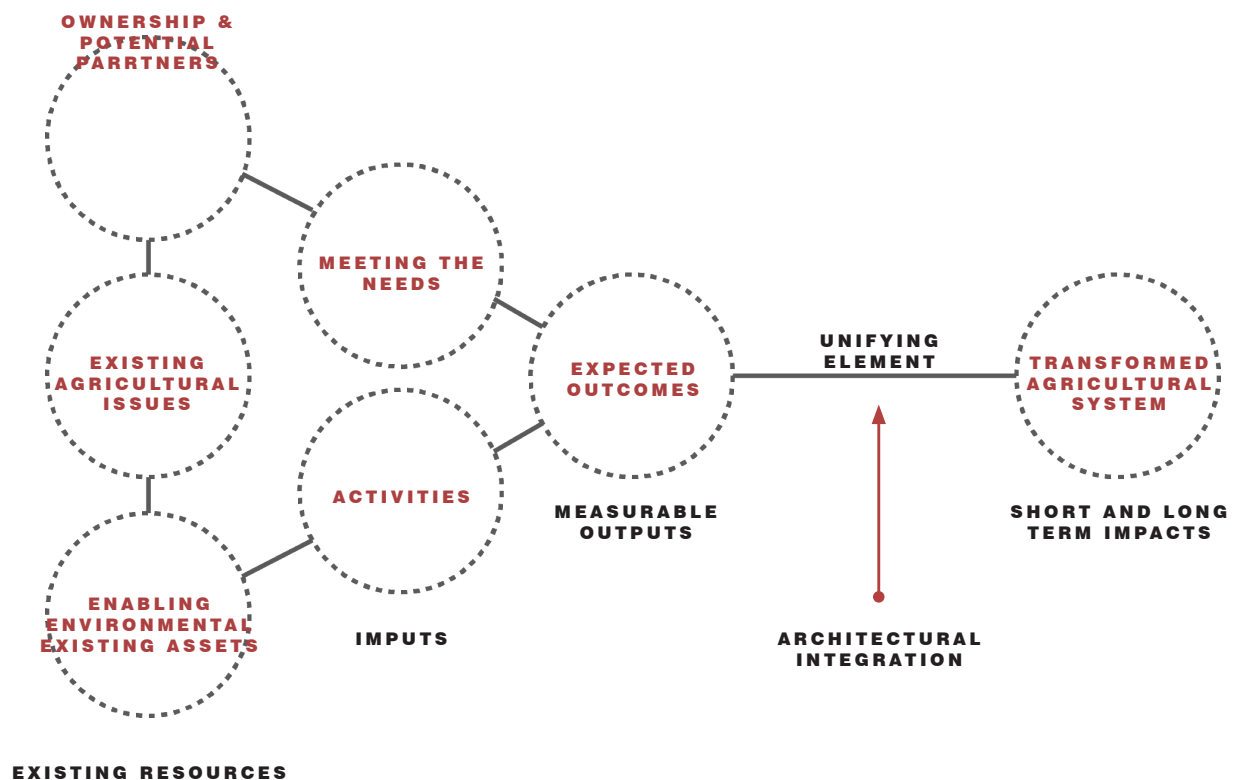 OWNERSHIP &
POTENTIAL
PARRTNERS
MEETING THE
NEEDS
EXISTING
AGRICULTURAL
ISSUES
EXPECTED
OUTCOMES
UNIFYING
ELEMENT
TRANSFORMED
AGRICULTURAL
SYSTEM
ACTIVITIES
MEASURABLE
OUTPUTS
SHORT AND LONG
TERM IMPACTS
ENABLING
ENVIRONMENTAL
EXISTING ASSETS
IMPUTS
ARCHITECTURAL
INTEGRATION
EXISTING RESOURCES